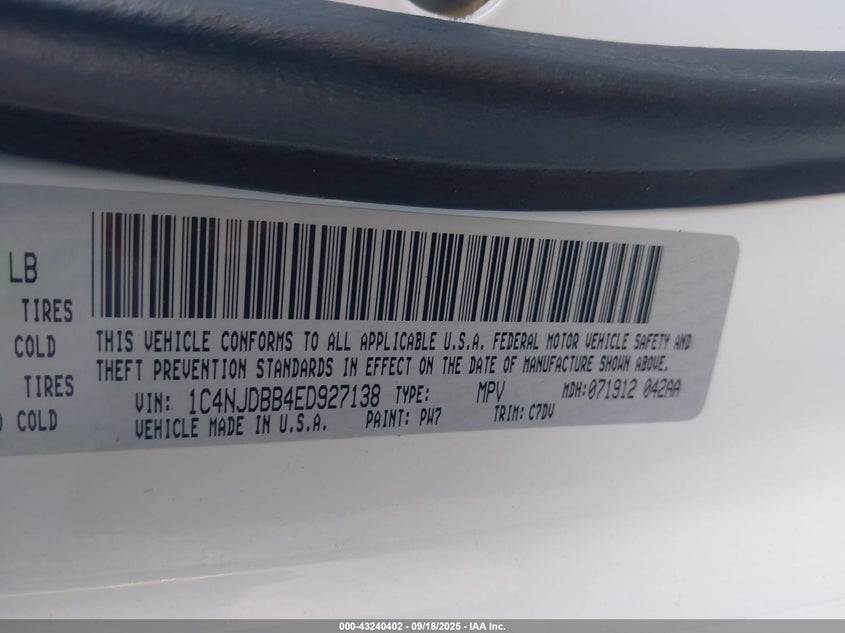 LB
TIRES
COLD
TIRES
) COLD
THIS VEHICLE CONFORMS TO ALL APPLICABLE U.S.A. FEDERAL MOTOR VEHICLE SAFETY AND
THEFT PREVENTION STANDARDS IN EFFECT ON THE DATE OF MANUFACTURE SHOWN ABOVE.
VIN: 1C4NJDBB4ED927138 TYPE: MPV MDH: 071912 042AA
VEHICLE MADE IN U.S.A. PAINT: PW7 TRIM: C7DV
000-43240402 - 09/18/2025 - IAA Inc.